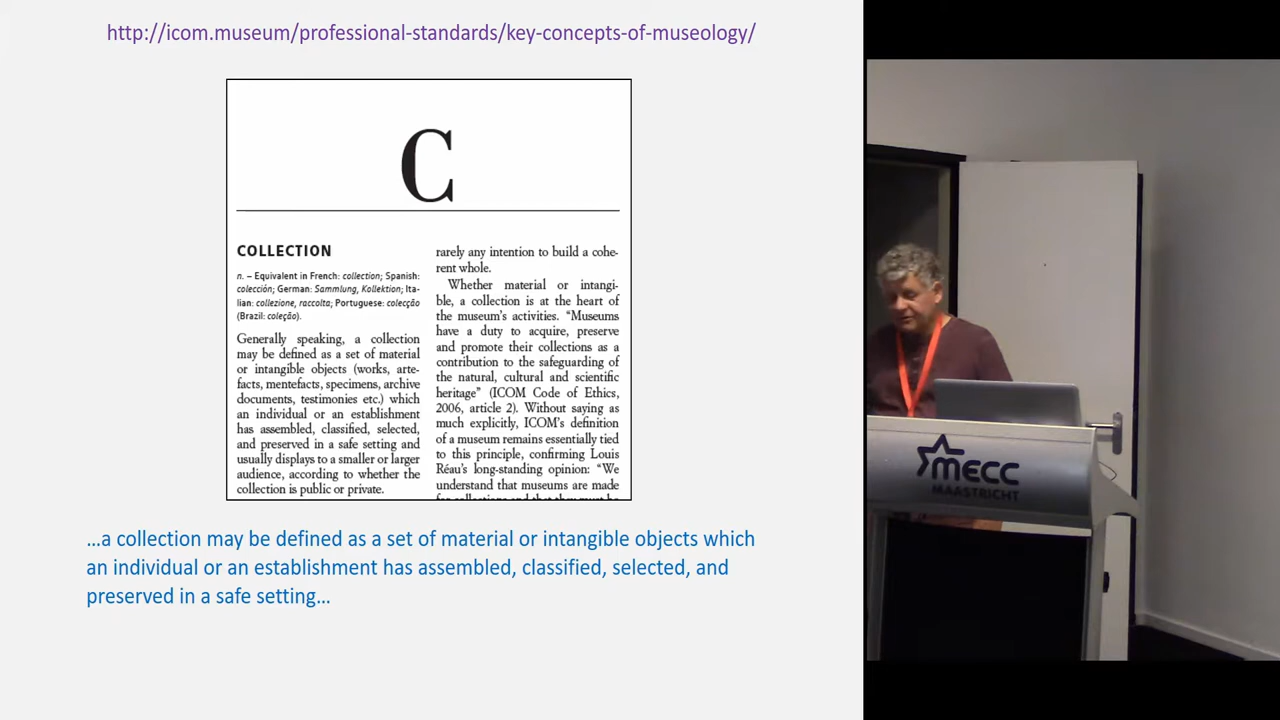 http://icom.museum/professional-standards/key-concepts-of-museology/
C
COLLECTION
n. – Equivalent in French: collection; Spanish:
colección; German: Sammlung, Kollektion; Ita-
lian: collezione, raccolta; Portuguese: colecção
(Brazil: coleção).
Generally speaking, a collection
may be defined as a set of material
or intangible objects (works, arte-
facts, mentefacts, specimens, archive
documents, testimonies etc.) which
an individual or an establishment
has assembled, classified, selected,
and preserved in a safe setting and
usually displays to a smaller or larger
audience, according to whether the
collection is public or private.
rarely any intention to build a cohe-
rent whole.
Whether material or intangi-
ble, a collection is at the heart of
the museum's activities. “Museums
have a duty to acquire, preserve
and promote their collections as a
contribution to the safeguarding of
the natural, cultural and scientific
heritage” (ICOM Code of Ethics,
2006, article 2). Without saying as
much explicitly, ICOM's definition
of a museum remains essentially tied
to this principle, confirming Louis
Réau's long-standing opinion: “We
understand that museums are made
for collections and that they must be
…a collection may be defined as a set of material or intangible objects which
an individual or an establishment has assembled, classified, selected, and
preserved in a safe setting…
mecc
MAASTRICHT